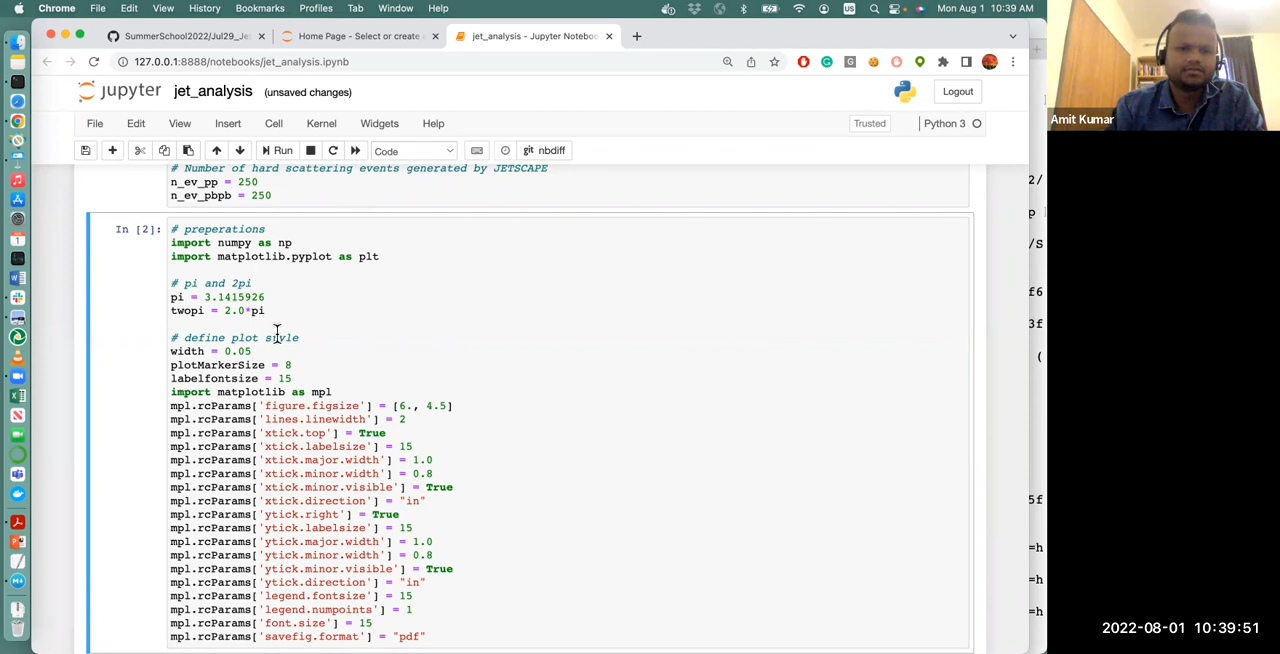 Chrome File Edit View History Bookmarks Profiles Tab Window Help
Mon Aug 1 10:39 AM
SummerSchool2022/Jul29_Je
Home Page - Select or create a
jet_analysis - Jupyter Noteboo
127.0.0.1:8888/notebooks/jet_analysis.ipynb
jupyter jet_analysis (unsaved changes)
Logout
File Edit View Insert Cell Kernel Widgets Help
Trusted
Python 3
Run
Code
git nbdiff
# Number of hard scattering events generated by JETSCAPE
n_ev_pp = 250
n_ev_pbpb = 250
In [2]:
# preperations
import numpy as np
import matplotlib.pyplot as plt
# pi and 2pi
pi = 3.1415926
twopi = 2.0*pi
# define plot style
width = 0.05
plotMarkerSize = 8
labelfontsize = 15
import matplotlib as mpl
mpl.rcParams['figure.figsize'] = [6., 4.5]
mpl.rcParams['lines.linewidth'] = 2
mpl.rcParams['xtick.top'] = True
mpl.rcParams['xtick.labelsize'] = 15
mpl.rcParams['xtick.major.width'] = 1.0
mpl.rcParams['xtick.minor.width'] = 0.8
mpl.rcParams['xtick.minor.visible'] = True
mpl.rcParams['xtick.direction'] = "in"
mpl.rcParams['ytick.right'] = True
mpl.rcParams['ytick.labelsize'] = 15
mpl.rcParams['ytick.major.width'] = 1.0
mpl.rcParams['ytick.minor.width'] = 0.8
mpl.rcParams['ytick.minor.visible'] = True
mpl.rcParams['ytick.direction'] = "in"
mpl.rcParams['legend.fontsize'] = 15
mpl.rcParams['legend.numpoints'] = 1
mpl.rcParams['font.size'] = 15
mpl.rcParams['savefig.format'] = "pdf"
Amit Kumar
2/
p
/S
f6
3f
(
5f
=h
=h
=h
2022-08-01 10:39:51